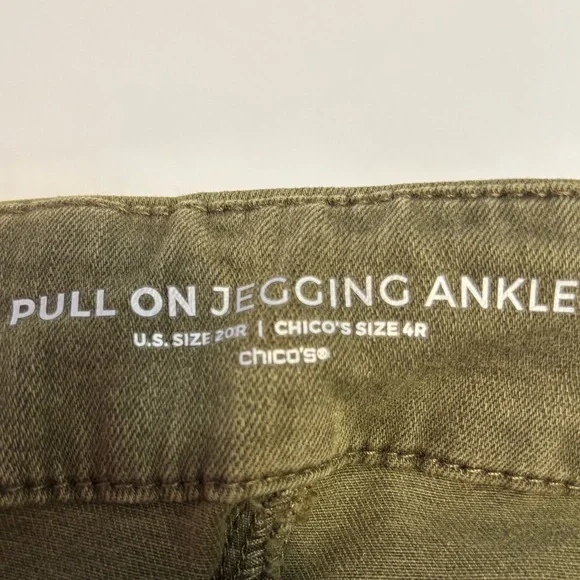 PULL ON JEGGING ANKLE
U.S. SIZE 20R | CHICO'S SIZE 4R
chico's®